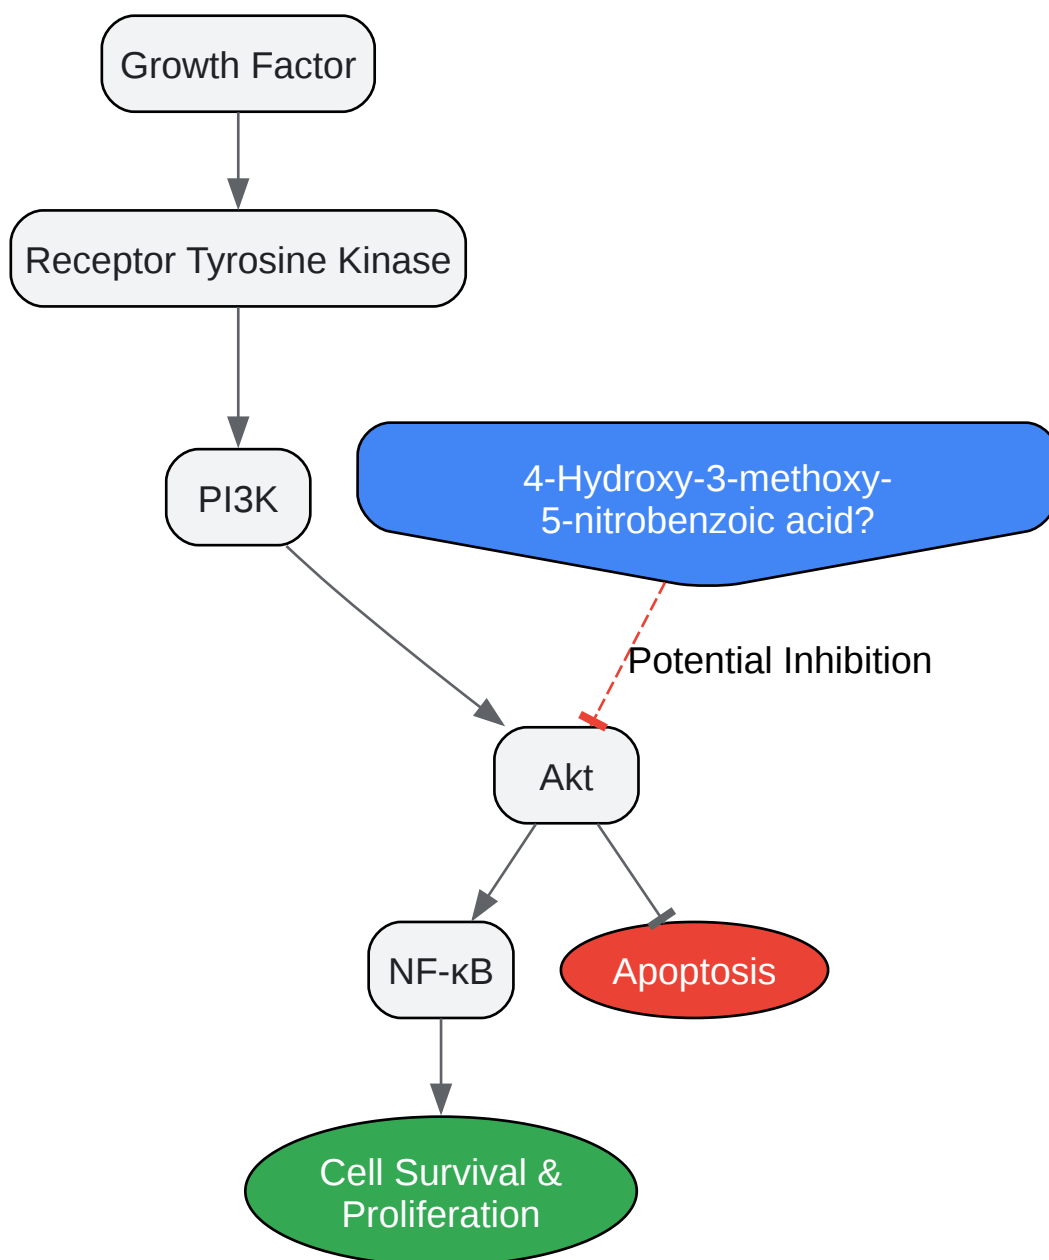 Growth Factor
Receptor Tyrosine Kinase
PI3K
4-Hydroxy-3-methoxy-
5-nitrobenzoic acid?
Potential Inhibition
Akt
NF-κB
Apoptosis
Cell Survival &
Proliferation